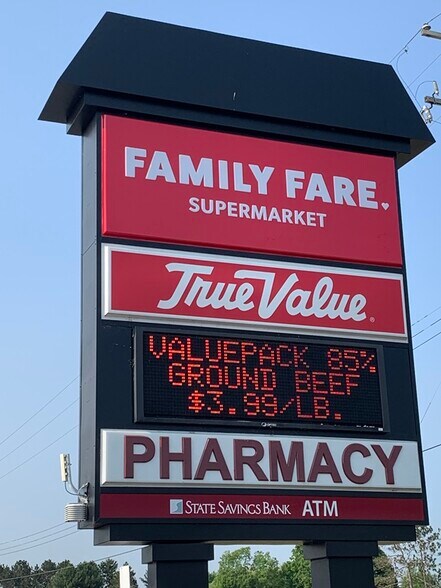 FAMILY FARE
SUPERMARKET
True Value®
VALUEPACK 85%
GROUND BEEF
$3.99/LB.
PHARMACY
STATE SAVINGS BANK ATM